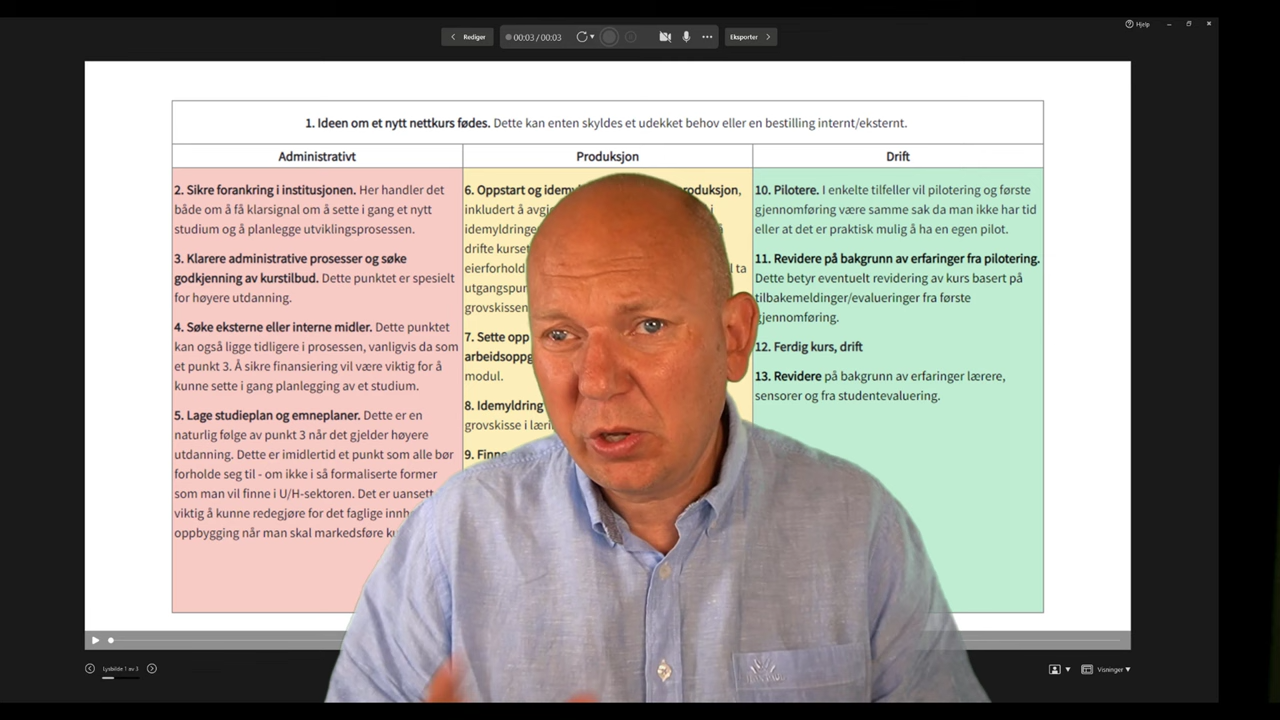 Hjelp
Rediger
00:03 / 00:03
Eksporter
1. Ideen om et nytt nettkurs fødes. Dette kan enten skyldes et udekket behov eller en bestilling internt/eksternt.
Administrativt
2. Sikre forankring i institusjonen. Her handler det
både om å få klarsignal om å sette i gang et nytt
studium og å planlegge utviklingsprosessen.
3. Klarere administrative prosesser og søke
godkjenning av kurstilbud. Dette punktet er spesielt
for høyere utdanning.
4. Søke eksterne eller interne midler. Dette punktet
kan også ligge tidligere i prosessen, vanligvis da som
et punkt 3. Å sikre finansiering vil være viktig for å
kunne sette i gang planlegging av et studium.
5. Lage studieplan og emneplaner. Dette er en
naturlig følge av punkt 3 når det gjelder høyere
utdanning. Dette er imidlertid et punkt som alle bør
forholde seg til - om ikke i så formaliserte former
som man vil finne i U/H-sektoren. Det er uansett
viktig å kunne redegjøre for det faglige
oppbygging når man skal markedsføre
Produksjon
6. Oppstart og
inkludert å
drifte kurset
7. Sette opp
modul.
8. Idemyldring
grovskisse i
9.
ta
Drift
10. Pilotere. I enkelte tilfeller vil pilotering og første
gjennomføring være samme sak da man ikke har tid
eller at det er praktisk mulig å ha en egen pilot.
11. Revidere på bakgrunn av erfaringer fra pilotering.
Dette betyr eventuelt revidering av kurs basert på
tilbakemeldinger/evalueringer fra første
gjennomføring.
12. Ferdig kurs, drift
13. Revidere på bakgrunn av erfaringer lærere,
sensorer og fra studentevaluering.
Lysbilde 1 av 3
Visninger